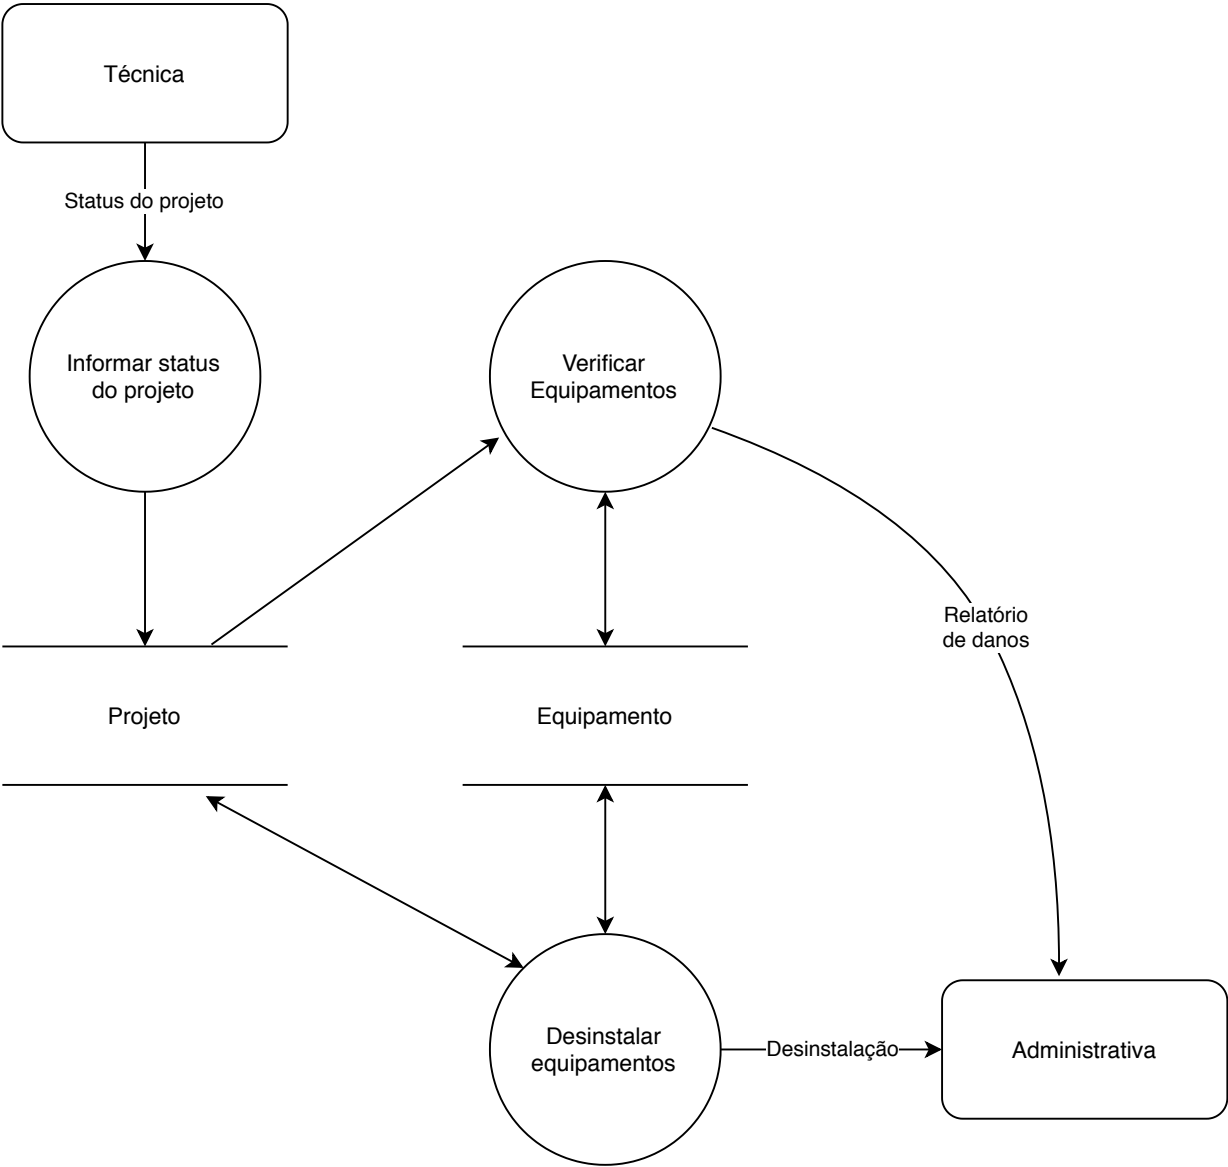 Técnica
Status do projeto
Informar status
do projeto
Verificar
Equipamentos
Relatório
de danos
Projeto
Equipamento
Desinstalar
equipamentos
Desinstalação
Administrativa